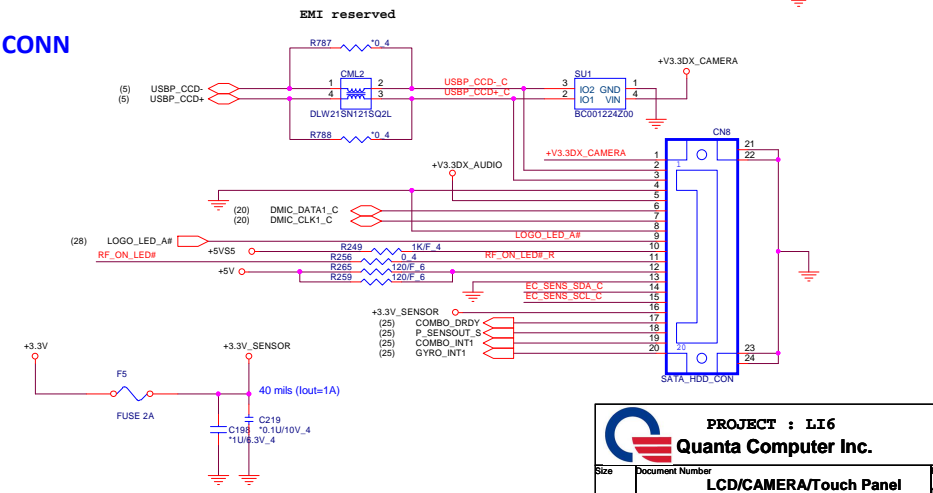 EMI reserved
CONN
R787 *0_4
+V3.3DX_CAMERA
CML2
SU1
(5) USBP_CCD- 1 2 USBP_CCD-_C 3 IO2 GND 1
(5) USBP_CCD+ 4 3 USBP_CCD+_C 2 IO1 VIN 4
DLW21SN121SQ2L
BC001224Z00
R788 *0_4
CN8
+V3.3DX_CAMERA 1 21
22
+V3.3DX_AUDIO 2 1
3
4
5
(20) DMIC_DATA1_C 6
(20) DMIC_CLK1_C 7
8
(28) LOGO_LED_A# LOGO_LED_A# 9
+5VS5 R249 1K/F_4 10
RF_ON_LED# R256 0_4 RF_ON_LED#_R 11
+5V R265 120/F_6 12
R259 120/F_6 13
EC_SENS_SDA_C 14
EC_SENS_SCL_C 15
+3.3V_SENSOR 16
(25) COMBO_DRDY 17
(25) P_SENSOUT_S 18
(25) COMBO_INT1 19
(25) GYRO_INT1 20 20 23
24
SATA_HDD_CON
+3.3V +3.3V_SENSOR
F5
40 mils (Iout=1A)
FUSE 2A
C219
C198 *0.1U/10V_4
*1U/6.3V_4
PROJECT : LI6
Quanta Computer Inc.
Size Document Number
LCD/CAMERA/Touch Panel